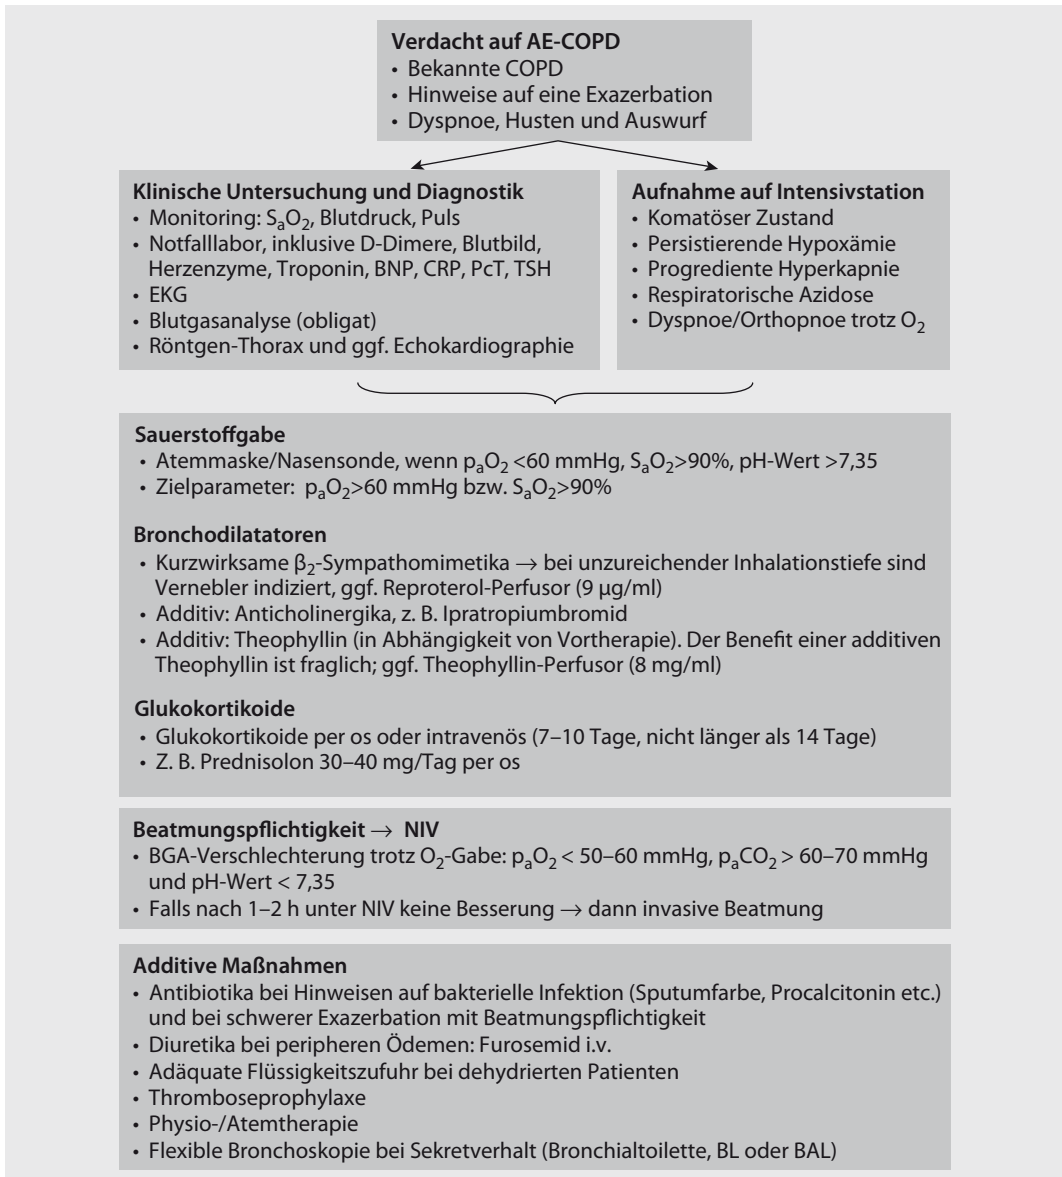 Verdacht auf AE-COPD
• Bekannte COPD
• Hinweise auf eine Exazerbation
• Dyspnoe, Husten und Auswurf
Klinische Untersuchung und Diagnostik
• Monitoring: SaO2, Blutdruck, Puls
• Notfalllabor, inklusive D-Dimere, Blutbild,
Herzenzyme, Troponin, BNP, CRP, PcT, TSH
• EKG
• Blutgasanalyse (obligat)
• Röntgen-Thorax und ggf. Echokardiographie
Aufnahme auf Intensivstation
• Komatöser Zustand
• Persistierende Hypoxämie
• Progrediente Hyperkapnie
• Respiratorische Azidose
• Dyspnoe/Orthopnoe trotz O2
Sauerstoffgabe
• Atemmaske/Nasensonde, wenn paO2 <60 mmHg, SaO2>90%, pH-Wert >7,35
• Zielparameter: paO2>60 mmHg bzw. SaO2>90%
Bronchodilatatoren
• Kurzwirksame β2-Sympathomimetika → bei unzureichender Inhalationstiefe sind
Vernebler indiziert, ggf. Reproterol-Perfusor (9 µg/ml)
• Additiv: Anticholinergika, z. B. Ipratropiumbromid
• Additiv: Theophyllin (in Abhängigkeit von Vortherapie). Der Benefit einer additiven
Theophyllin ist fraglich; ggf. Theophyllin-Perfusor (8 mg/ml)
Glukokortikoide
• Glukokortikoide per os oder intravenös (7–10 Tage, nicht länger als 14 Tage)
• Z. B. Prednisolon 30–40 mg/Tag per os
Beatmungspflichtigkeit → NIV
• BGA-Verschlechterung trotz O2-Gabe: paO2 < 50–60 mmHg, paCO2 > 60–70 mmHg
und pH-Wert < 7,35
• Falls nach 1–2 h unter NIV keine Besserung → dann invasive Beatmung
Additive Maßnahmen
• Antibiotika bei Hinweisen auf bakterielle Infektion (Sputumfarbe, Procalcitonin etc.)
und bei schwerer Exazerbation mit Beatmungspflichtigkeit
• Diuretika bei peripheren Ödemen: Furosemid i.v.
• Adäquate Flüssigkeitszufuhr bei dehydrierten Patienten
• Thromboseprophylaxe
• Physio-/Atemtherapie
• Flexible Bronchoskopie bei Sekretverhalt (Bronchialtoilette, BL oder BAL)